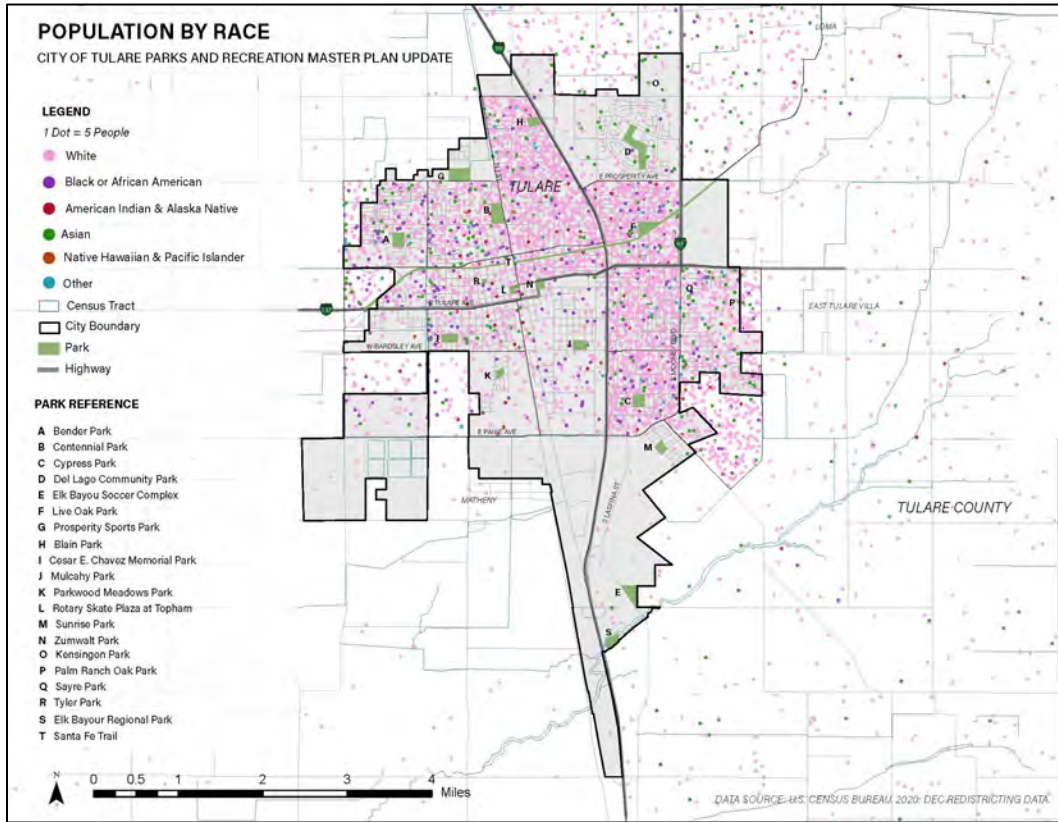 POPULATION BY RACE
CITY OF TULARE PARKS AND RECREATION MASTER PLAN UPDATE
LEGEND
1 Dot = 5 People
White
Black or African American
American Indian & Alaska Native
Asian
Native Hawaiian & Pacific Islander
Other
Census Tract
City Boundary
Park
Highway
PARK REFERENCE
A Bender Park
B Centennial Park
C Cypress Park
D Del Lago Community Park
E Elk Bayou Soccer Complex
F Live Oak Park
G Prosperity Sports Park
H Blain Park
I Cesar E. Chavez Memorial Park
J Mulcahy Park
K Parkwood Meadows Park
L Rotary Skate Plaza at Topham
M Sunrise Park
N Zumwalt Park
O Kensingon Park
P Palm Ranch Oak Park
Q Sayre Park
R Tyler Park
S Elk Bayour Regional Park
T Santa Fe Trail
N
0 0.5 1 2 3 4
Miles
LOMA
O
H
D
E PROSPERITY AVE
G
TULARE
B
F
A
T
L
N
Q
P
EAST TULARE VILLA
W BARDSLEY AVE
J
K
C
E PAIGE AVE
M
MATHENY
S LASPINA ST
TULARE COUNTY
E
S
DATA SOURCE: U.S. CENSUS BUREAU, 2020: DEC REDISTRICTING DATA